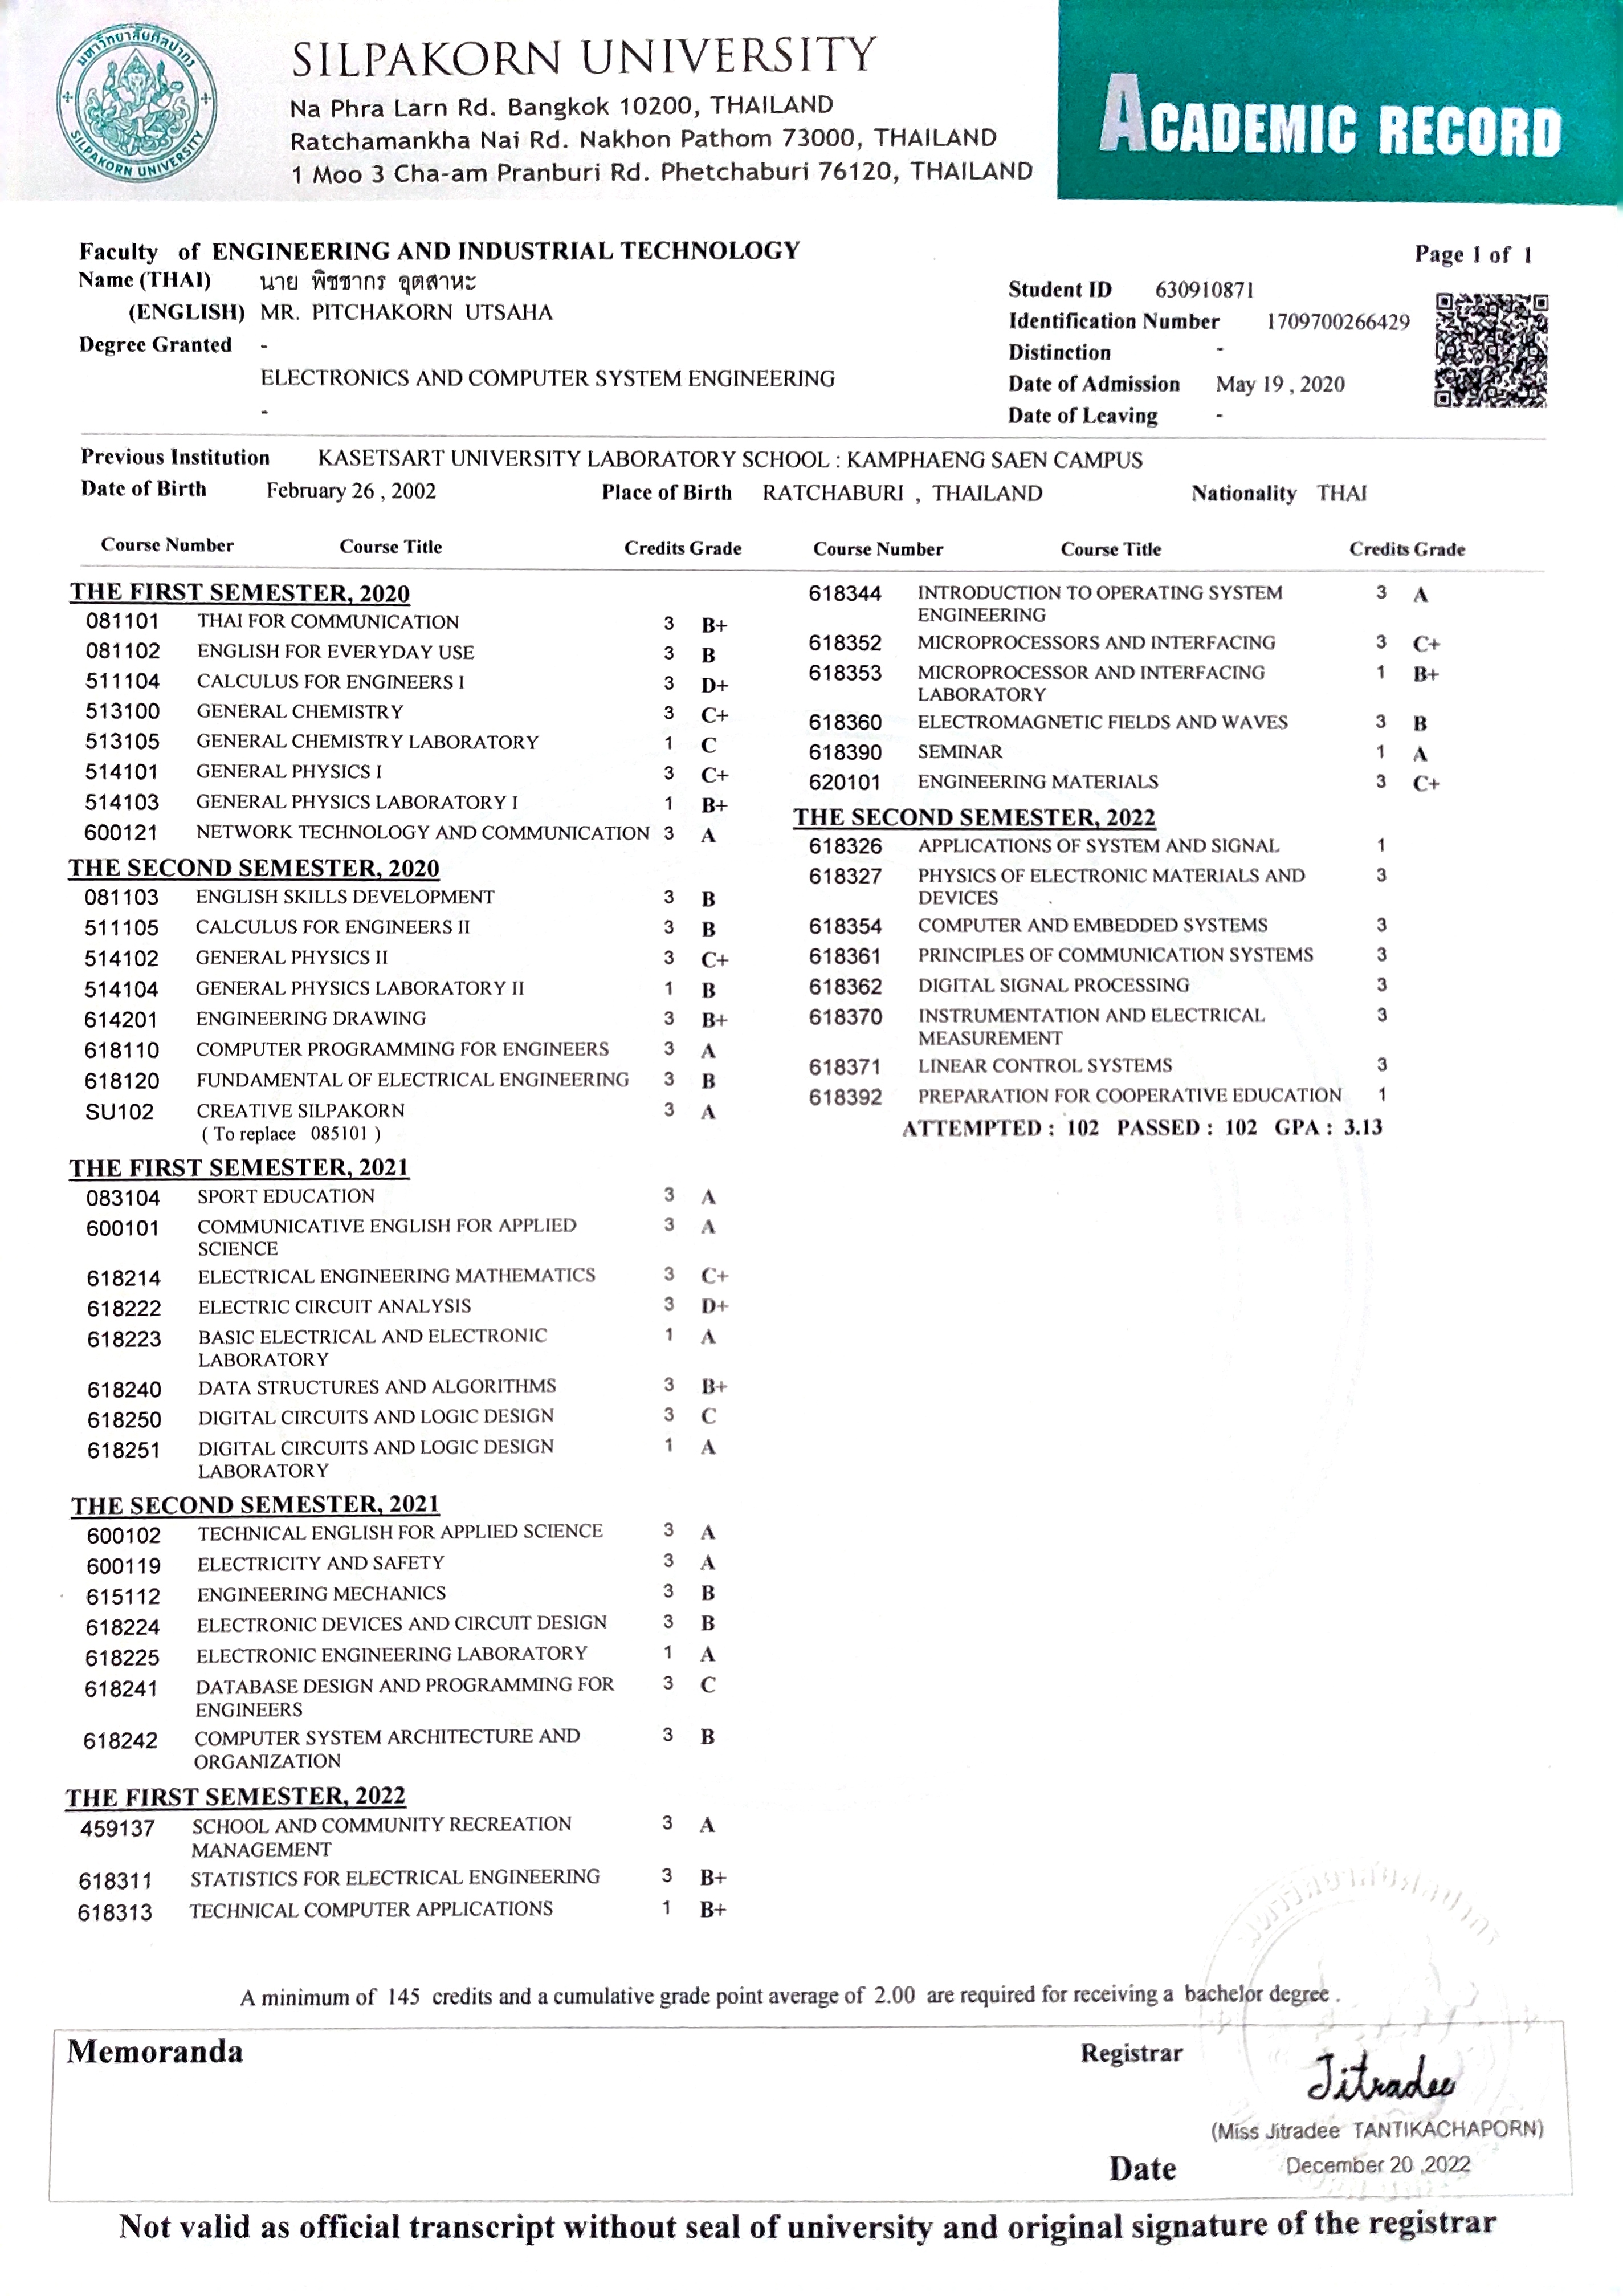 มหาวิทยาลัยศิลปากร
SILPAKORN UNIVERSITY
SILPAKORN UNIVERSITY
Na Phra Larn Rd. Bangkok 10200, THAILAND
Ratchamankha Nai Rd. Nakhon Pathom 73000, THAILAND
1 Moo 3 Cha-am Pranburi Rd. Phetchaburi 76120, THAILAND
ACADEMIC RECORD
Faculty of ENGINEERING AND INDUSTRIAL TECHNOLOGY
Page 1 of 1
Name (THAI) นาย พิชชากร อุตสาหะ
(ENGLISH) MR. PITCHAKORN UTSAHA
Degree Granted -
ELECTRONICS AND COMPUTER SYSTEM ENGINEERING
-
Student ID 630910871
Identification Number 1709700266429
Distinction -
Date of Admission May 19 , 2020
Date of Leaving -
Previous Institution KASETSART UNIVERSITY LABORATORY SCHOOL : KAMPHAENG SAEN CAMPUS
Date of Birth February 26 , 2002 Place of Birth RATCHABURI , THAILAND Nationality THAI
Course Number Course Title Credits Grade
THE FIRST SEMESTER, 2020
081101 THAI FOR COMMUNICATION 3 B+
081102 ENGLISH FOR EVERYDAY USE 3 B
511104 CALCULUS FOR ENGINEERS I 3 D+
513100 GENERAL CHEMISTRY 3 C+
513105 GENERAL CHEMISTRY LABORATORY 1 C
514101 GENERAL PHYSICS I 3 C+
514103 GENERAL PHYSICS LABORATORY I 1 B+
600121 NETWORK TECHNOLOGY AND COMMUNICATION 3 A
THE SECOND SEMESTER, 2020
081103 ENGLISH SKILLS DEVELOPMENT 3 B
511105 CALCULUS FOR ENGINEERS II 3 B
514102 GENERAL PHYSICS II 3 C+
514104 GENERAL PHYSICS LABORATORY II 1 B
614201 ENGINEERING DRAWING 3 B+
618110 COMPUTER PROGRAMMING FOR ENGINEERS 3 A
618120 FUNDAMENTAL OF ELECTRICAL ENGINEERING 3 B
SU102 CREATIVE SILPAKORN 3 A
( To replace 085101 )
THE FIRST SEMESTER, 2021
083104 SPORT EDUCATION 3 A
600101 COMMUNICATIVE ENGLISH FOR APPLIED 3 A
SCIENCE
618214 ELECTRICAL ENGINEERING MATHEMATICS 3 C+
618222 ELECTRIC CIRCUIT ANALYSIS 3 D+
618223 BASIC ELECTRICAL AND ELECTRONIC 1 A
LABORATORY
618240 DATA STRUCTURES AND ALGORITHMS 3 B+
618250 DIGITAL CIRCUITS AND LOGIC DESIGN 3 C
618251 DIGITAL CIRCUITS AND LOGIC DESIGN 1 A
LABORATORY
THE SECOND SEMESTER, 2021
600102 TECHNICAL ENGLISH FOR APPLIED SCIENCE 3 A
600119 ELECTRICITY AND SAFETY 3 A
615112 ENGINEERING MECHANICS 3 B
618224 ELECTRONIC DEVICES AND CIRCUIT DESIGN 3 B
618225 ELECTRONIC ENGINEERING LABORATORY 1 A
618241 DATABASE DESIGN AND PROGRAMMING FOR 3 C
ENGINEERS
618242 COMPUTER SYSTEM ARCHITECTURE AND 3 B
ORGANIZATION
THE FIRST SEMESTER, 2022
459137 SCHOOL AND COMMUNITY RECREATION 3 A
MANAGEMENT
618311 STATISTICS FOR ELECTRICAL ENGINEERING 3 B+
618313 TECHNICAL COMPUTER APPLICATIONS 1 B+
Course Number Course Title Credits Grade
618344 INTRODUCTION TO OPERATING SYSTEM 3 A
ENGINEERING
618352 MICROPROCESSORS AND INTERFACING 3 C+
618353 MICROPROCESSOR AND INTERFACING 1 B+
LABORATORY
618360 ELECTROMAGNETIC FIELDS AND WAVES 3 B
618390 SEMINAR 1 A
620101 ENGINEERING MATERIALS 3 C+
THE SECOND SEMESTER, 2022
618326 APPLICATIONS OF SYSTEM AND SIGNAL 1
618327 PHYSICS OF ELECTRONIC MATERIALS AND 3
DEVICES
618354 COMPUTER AND EMBEDDED SYSTEMS 3
618361 PRINCIPLES OF COMMUNICATION SYSTEMS 3
618362 DIGITAL SIGNAL PROCESSING 3
618370 INSTRUMENTATION AND ELECTRICAL 3
MEASUREMENT
618371 LINEAR CONTROL SYSTEMS 3
618392 PREPARATION FOR COOPERATIVE EDUCATION 1
ATTEMPTED : 102 PASSED : 102 GPA : 3.13
A minimum of 145 credits and a cumulative grade point average of 2.00 are required for receiving a bachelor degree .
Memoranda
Registrar
Jitradee
(Miss Jitradee TANTIKACHAPORN)
Date December 20 ,2022
Not valid as official transcript without seal of university and original signature of the registrar